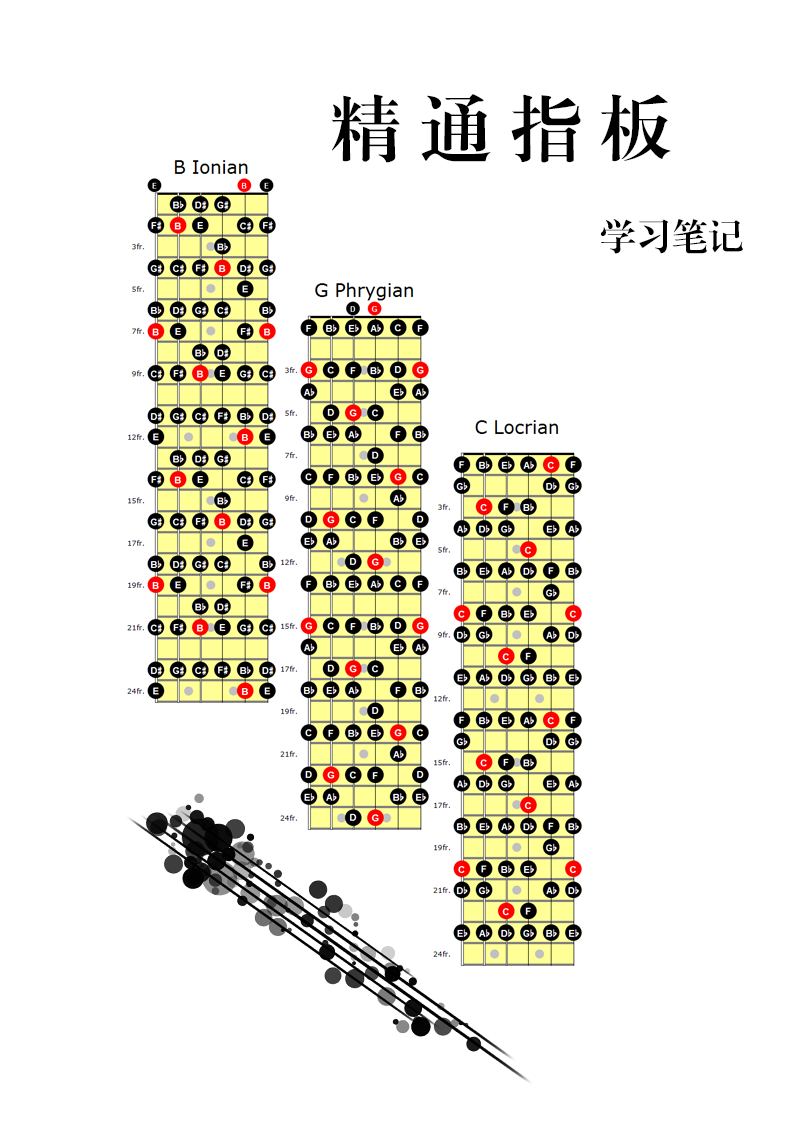 精通指板
学习笔记
B Ionian
E B E
B♭ D♯ G♯
F♯ B E C♯ F♯
3fr. B♭
G♯ C♯ F♯ B D♯ G♯
5fr. E
B♭ D♯ G♯ C♯ B♭
7fr. B E F♯ B
B♭ D♯
9fr. C♯ F♯ B E G♯ C♯
D♯ G♯ C♯ F♯ B♭ D♯
12fr. E B E
B♭ D♯ G♯
F♯ B E C♯ F♯
15fr. B♭
G♯ C♯ F♯ B D♯ G♯
17fr. E
B♭ D♯ G♯ C♯ B♭
19fr. B E F♯ B
B♭ D♯
21fr. C♯ F♯ B E G♯ C♯
D♯ G♯ C♯ F♯ B♭ D♯
24fr. E B E
G Phrygian
D G
F B♭ E♭ A♭ C F
3fr. G C F B♭ D G
A♭ E♭ A♭
5fr. D G C
B♭ E♭ A♭ F B♭
7fr. D
C F B♭ E♭ G C
9fr. A♭
D G C F D
E♭ A♭ B♭ E♭
12fr. D G
F B♭ E♭ A♭ C F
15fr. G C F B♭ D G
A♭ E♭ A♭
17fr. D G C
B♭ E♭ A♭ F B♭
19fr. D
C F B♭ E♭ G C
21fr. A♭
D G C F D
E♭ A♭ B♭ E♭
24fr. D G
C Locrian
F B♭ E♭ A♭ C F
G♭ D♭ G♭
3fr. C F B♭
A♭ D♭ G♭ E♭ A♭
5fr. C
B♭ E♭ A♭ D♭ F B♭
7fr. G♭
C F B♭ E♭ C
9fr. D♭ G♭ A♭ D♭
C F
E♭ A♭ D♭ G♭ B♭ E♭
12fr.
F B♭ E♭ A♭ C F
G♭ D♭ G♭
15fr. C F B♭
A♭ D♭ G♭ E♭ A♭
17fr. C
B♭ E♭ A♭ D♭ F B♭
19fr. G♭
C F B♭ E♭ C
21fr. D♭ G♭ A♭ D♭
C F
E♭ A♭ D♭ G♭ B♭ E♭
24fr.